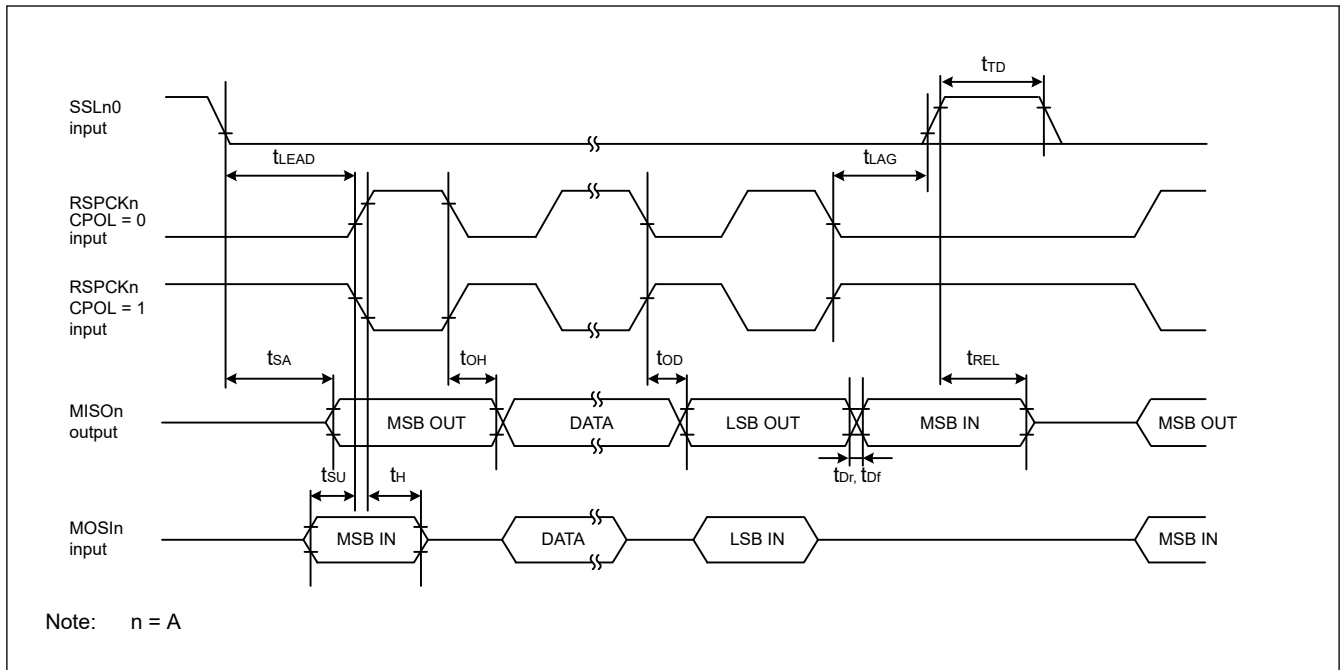 tTD
SSLn0
input
tLEAD
tLAG
RSPCKn
CPOL = 0
input
RSPCKn
CPOL = 1
input
tSA
tOH
tOD
tREL
MISOn
output
MSB OUT
DATA
LSB OUT
MSB IN
MSB OUT
tSU
tH
tDr, tDf
MOSIn
input
MSB IN
DATA
LSB IN
MSB IN
Note: n = A